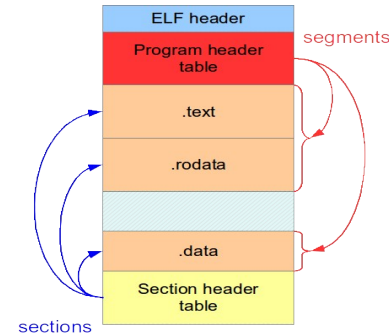 ELF header
Program header
table
segments
.text
.rodata
.data
Section header
table
sections